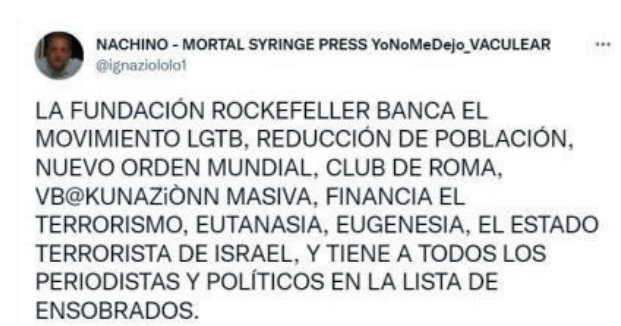 NACHINO - MORTAL SYRINGE PRESS YoNoMeDejo_VACULEAR
@ignaziololo1
LA FUNDACIÓN ROCKEFELLER BANCA EL
MOVIMIENTO LGTB, REDUCCIÓN DE POBLACIÓN,
NUEVO ORDEN MUNDIAL, CLUB DE ROMA,
VB@KUNAZiÒNN MASIVA, FINANCIA EL
TERRORISMO, EUTANASIA, EUGENESIA, EL ESTADO
TERRORISTA DE ISRAEL, Y TIENE A TODOS LOS
PERIODISTAS Y POLÍTICOS EN LA LISTA DE
ENSOBRADOS.